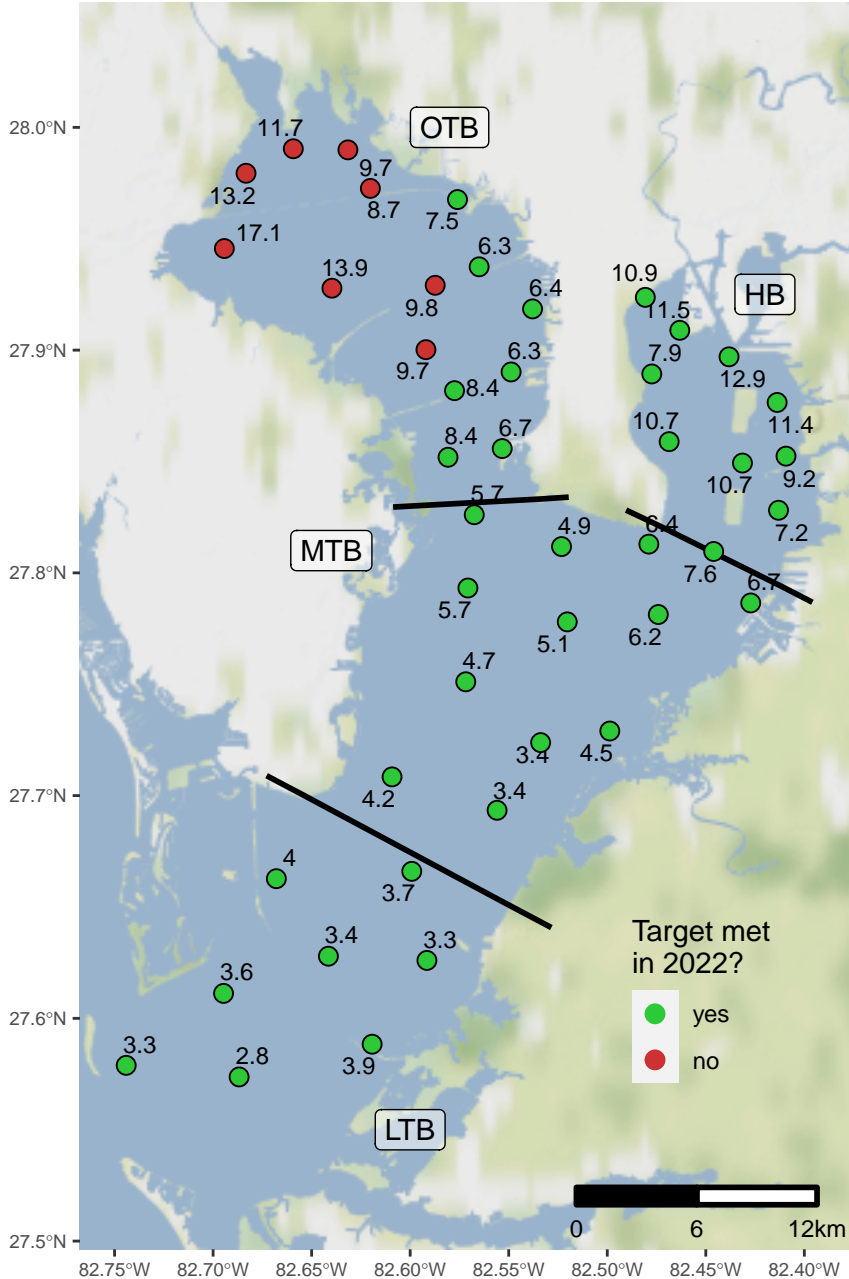 28.0°N
27.9°N
27.8°N
27.7°N
27.6°N
27.5°N
OTB
11.7
9.7
13.2
8.7
7.5
17.1
6.3
13.9
9.8
6.4
10.9
HB
11.5
9.7
6.3
7.9
12.9
8.4
11.4
8.4
6.7
10.7
10.7
9.2
5.7
4.9
6.4
7.2
MTB
7.6
5.7
5.1
6.2
6.7
4.7
3.4
4.5
4.2
3.4
4
3.7
3.4
3.3
3.6
3.3
2.8
3.9
LTB
Target met
in 2022?
yes
no
0 6 12km
82.75°W 82.70°W 82.65°W 82.60°W 82.55°W 82.50°W 82.45°W 82.40°W